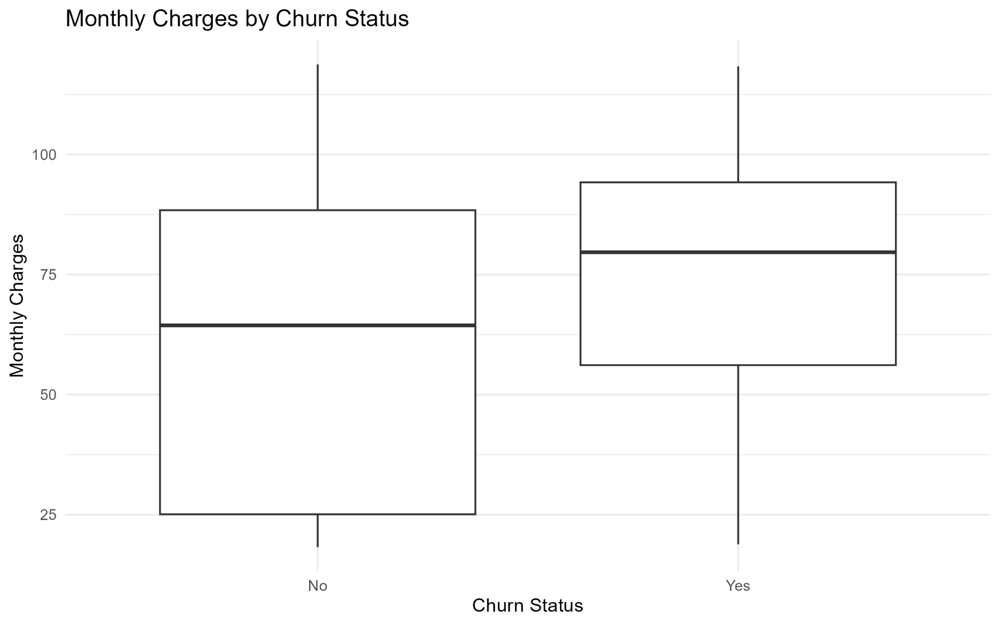 Monthly Charges by Churn Status
Monthly Charges
100
75
50
25
No
Yes
Churn Status